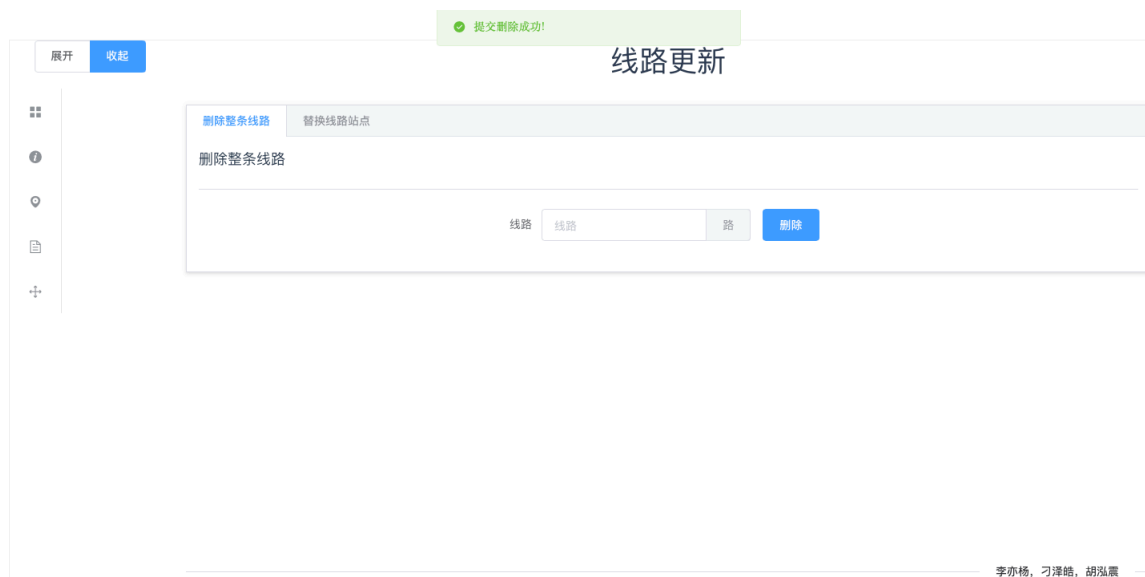 提交删除成功!
展开 收起
线路更新
删除整条线路 替换线路站点
删除整条线路
线路 线路 路 删除
李亦杨, 刁泽皓, 胡泓震